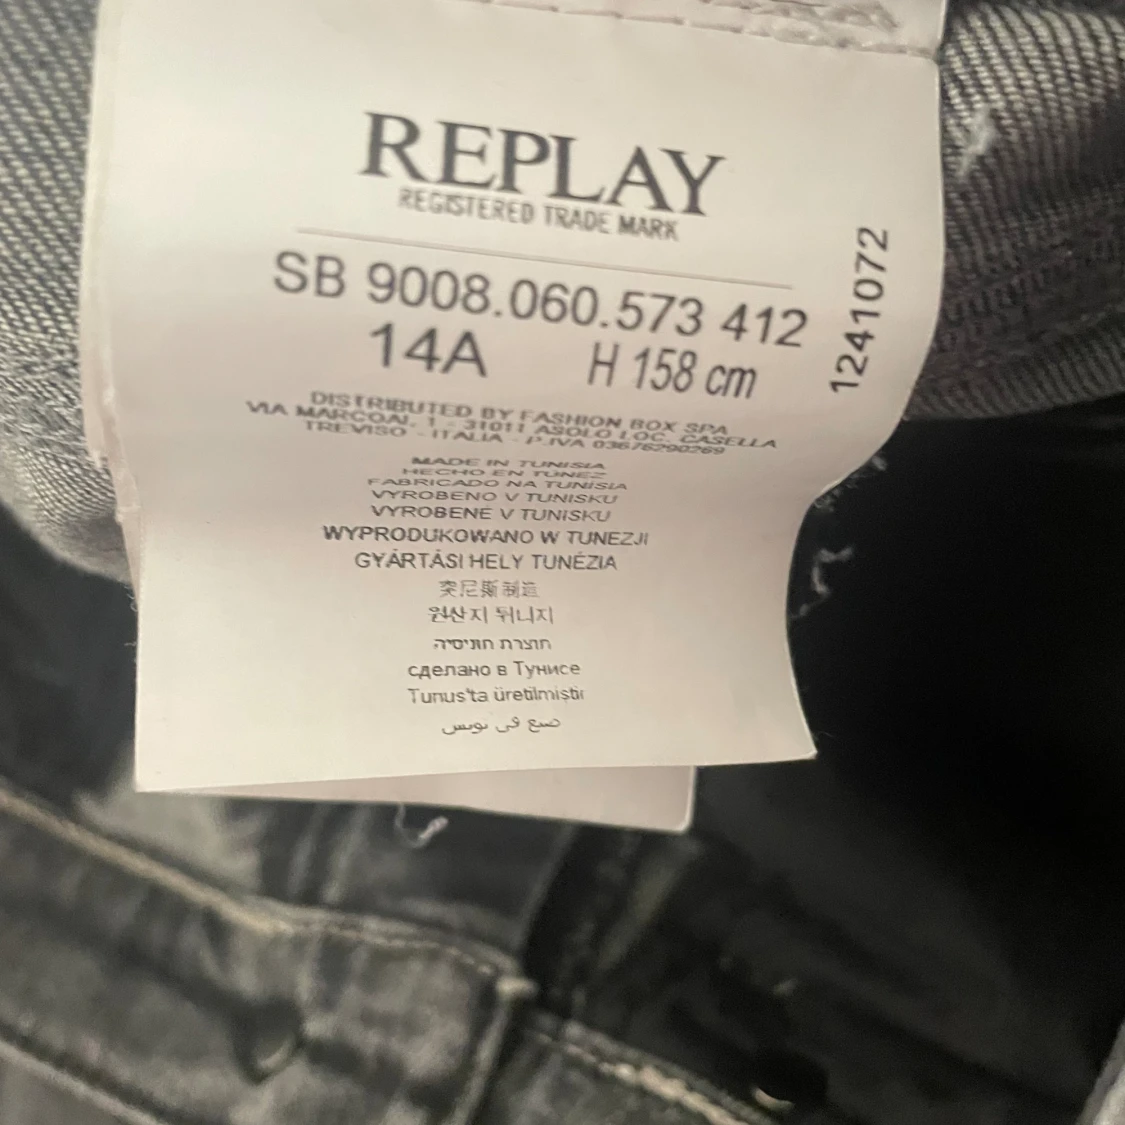 REPLAY
REGISTERED TRADE MARK
SB 9008.060.573 412
14A H 158 cm
1241072
DISTRIBUTED BY FASHION BOX SPA
VIA MARCOAI, 1 - 31011 ASOLO LOC. CASELLA
TREVISO - ITALIA - P.IVA 03676290269
MADE IN TUNISIA
HECHO EN TUNEZ
FABRICADO NA TUNISIA
VYROBENO V TUNISKU
VYROBENÉ V TUNISKU
WYPRODUKOWANO W TUNEZJI
GYÁRTÁSI HELY TUNÉZIA
突尼斯制造
원산지 튀니지
תוצרת תוניסיה
сделано в Тунисе
Tunus'ta üretilmiştir
صنع في تونس